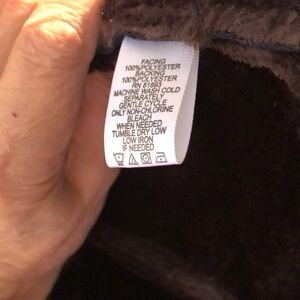 FACING
100%POLYESTER
BACKING
100%POLYESTER
RN 61693
MACHINE WASH COLD
SEPARATELY
GENTLE CYCLE
ONLY NON-CHLORINE
BLEACH
WHEN NEEDED
TUMBLE DRY LOW
LOW IRON
IF NEEDED